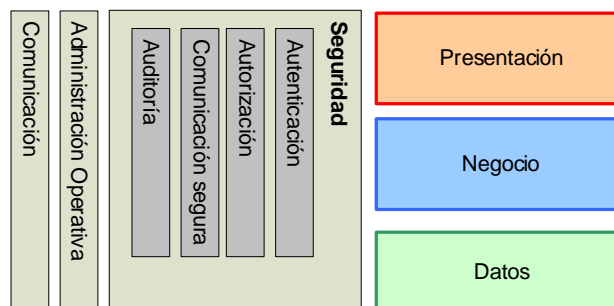 Comunicación
Administración Operativa
Seguridad
Auditoría
Comunicación segura
Autorización
Autenticación
Presentación
Negocio
Datos